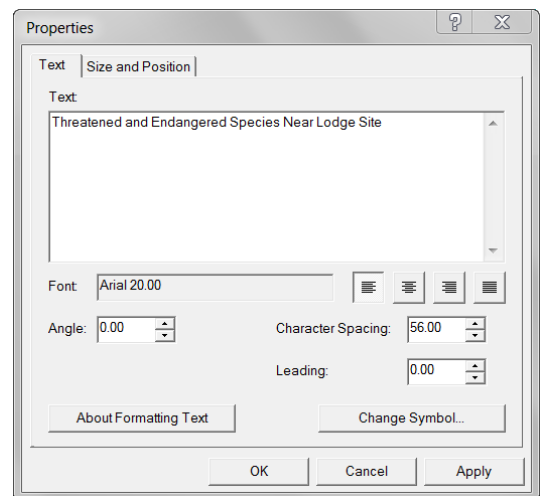 Properties
Text Size and Position
Text:
Threatened and Endangered Species Near Lodge Site
Font: Arial 20.00
Angle: 0.00 Character Spacing: 56.00
Leading: 0.00
About Formatting Text Change Symbol...
OK Cancel Apply